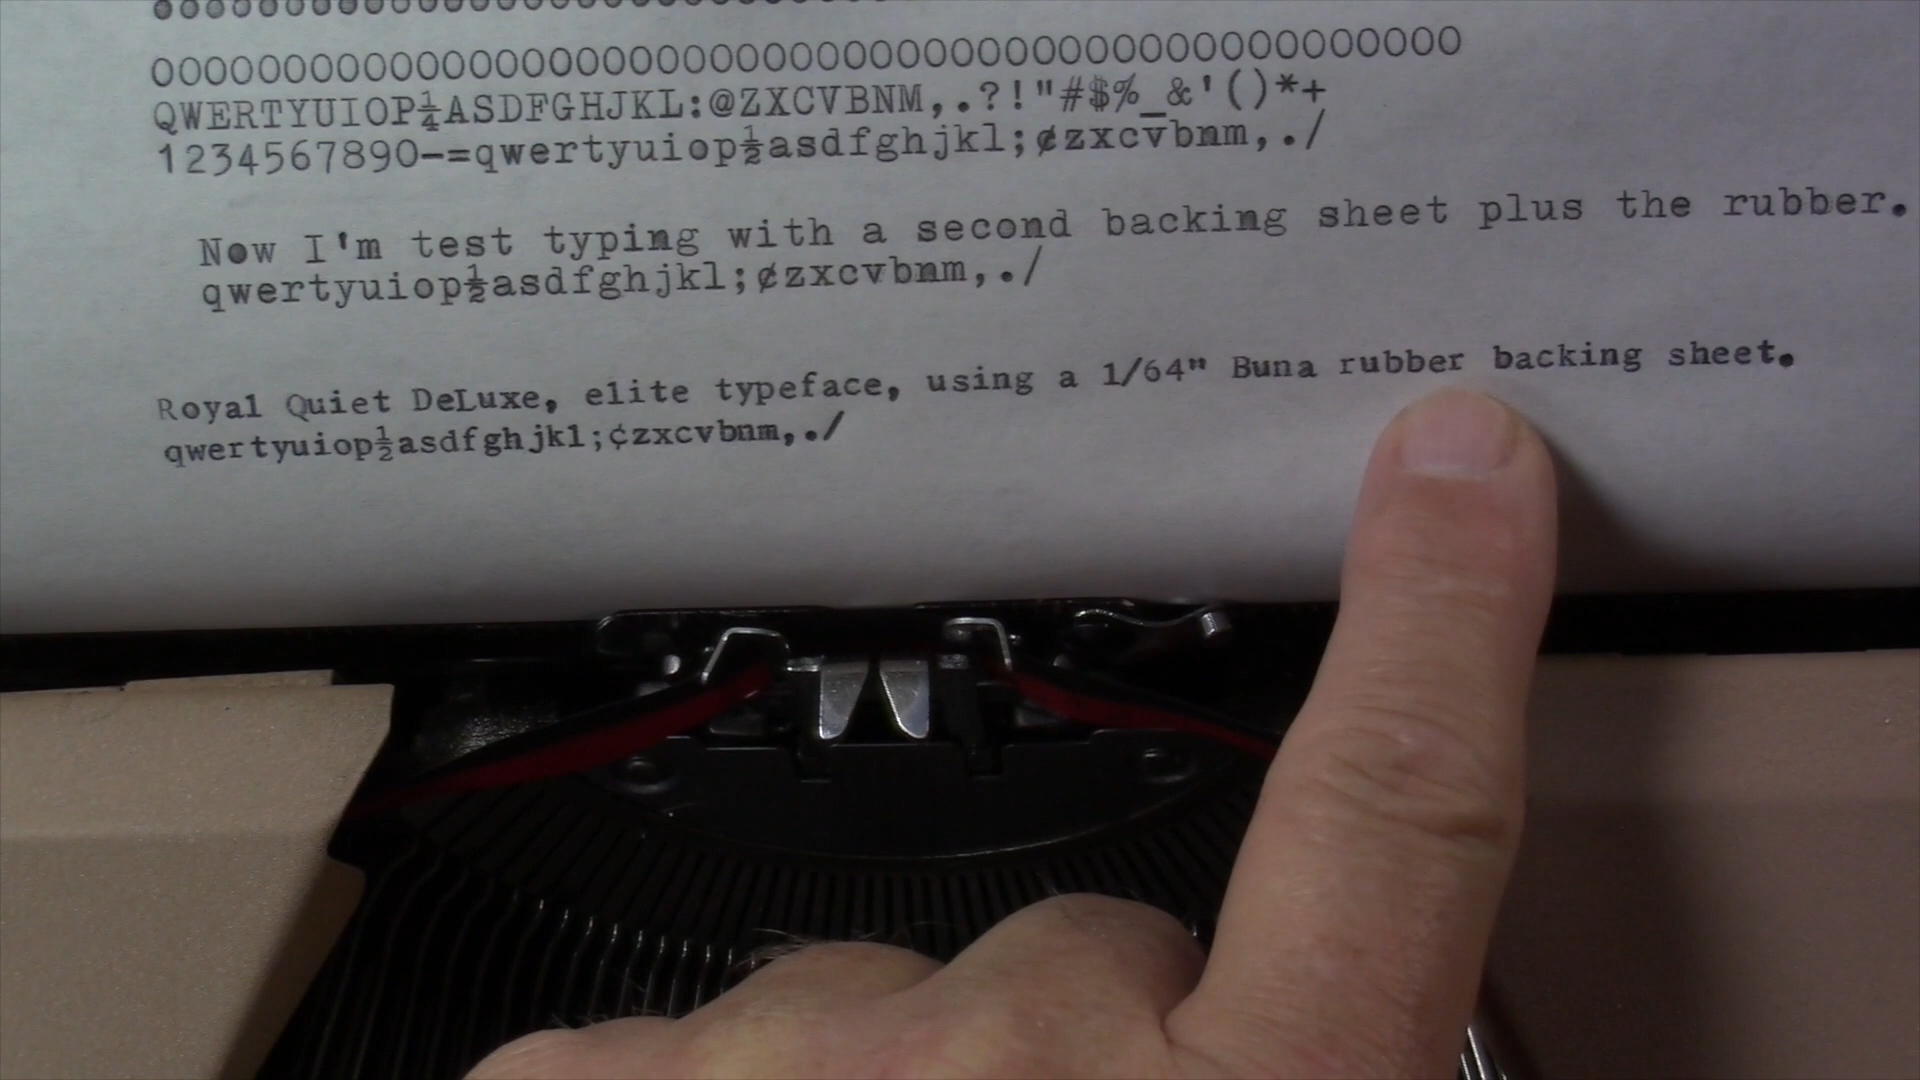 OOOOOOOOOOOOOOOOOOOOOOOOOOOOOOOOOOOOOOOOOOOOOOOOO
QWERTYUIOP¼ASDFGHJKL:@ZXCVBNM,.?!"#$%_&'()*+
1234567890-=qwertyuiop½asdfghjkl;¢zxcvbnm,./
Now I'm test typing with a second backing sheet plus the rubber.
qwertyuiop½asdfghjkl;¢zxcvbnm,./
Royal Quiet DeLuxe, elite typeface, using a 1/64" Buna rubber backing sheet.
qwertyuiop½asdfghjkl;¢zxcvbnm,./